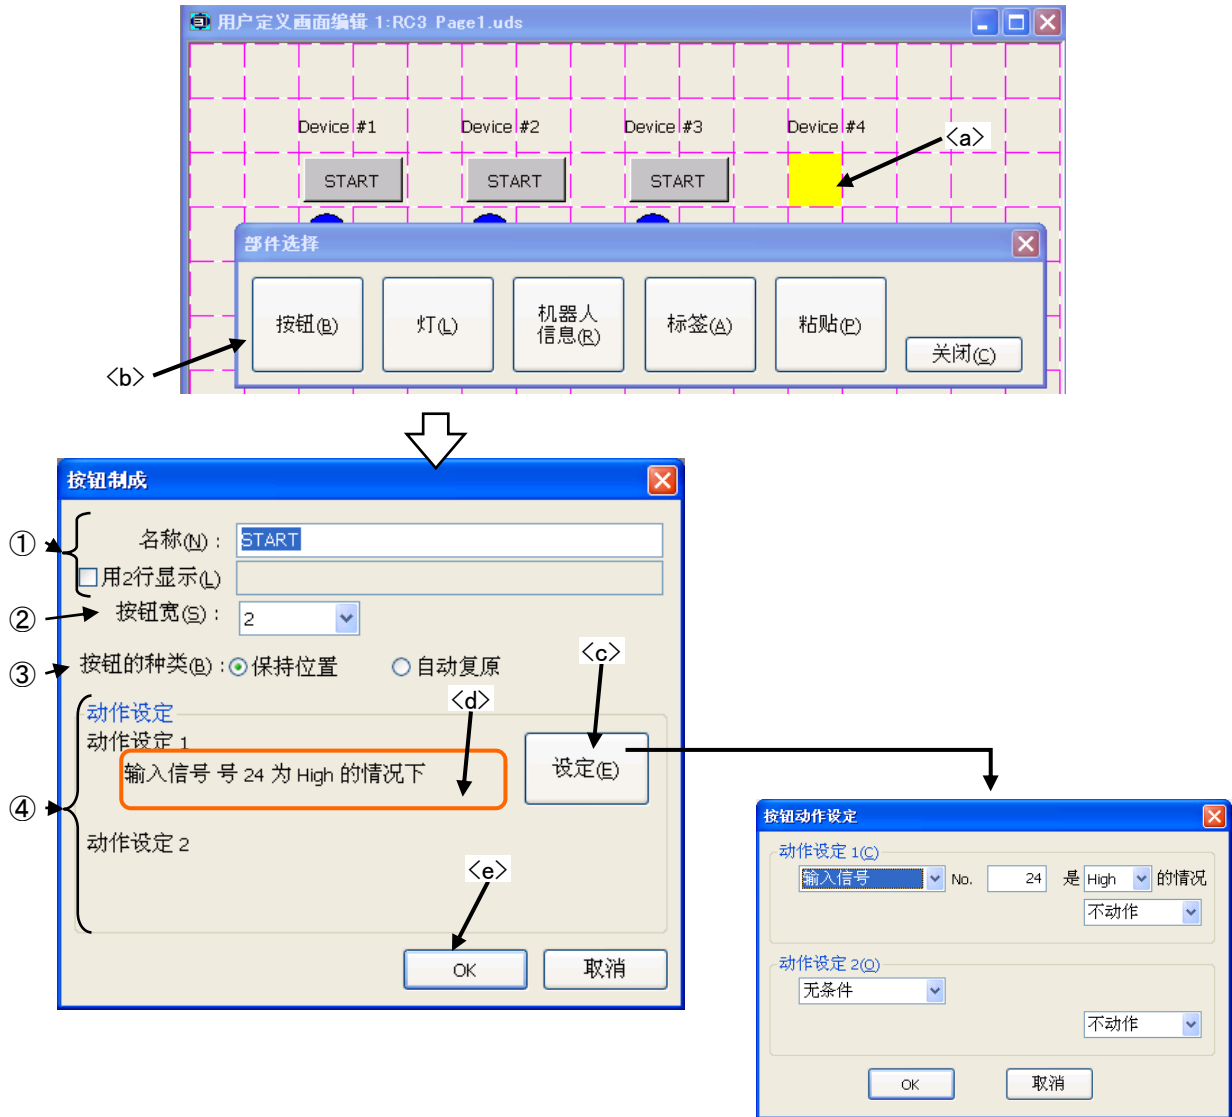 用户定义画面编辑 1:RC3 Page1.uds
Device #1 Device #2 Device #3 Device #4
<a>
START START START
部件选择
按钮(B) 灯(L) 机器人信息(R) 标签(A) 粘贴(P)
关闭(C)
<b>
按钮制成
① 名称(N) : START
用2行显示(L)
② 按钮宽(S) : 2
③ 按钮的种类(B) : 保持位置 自动复原
<c>
<d>
④ 动作设定
动作设定 1
输入信号 号 24 为 High 的情况下
设定(E)
动作设定 2
<e>
OK 取消
按钮动作设定
动作设定 1(C)
输入信号 No. 24 是 High 的情况
不动作
动作设定 2(O)
无条件
不动作
OK 取消